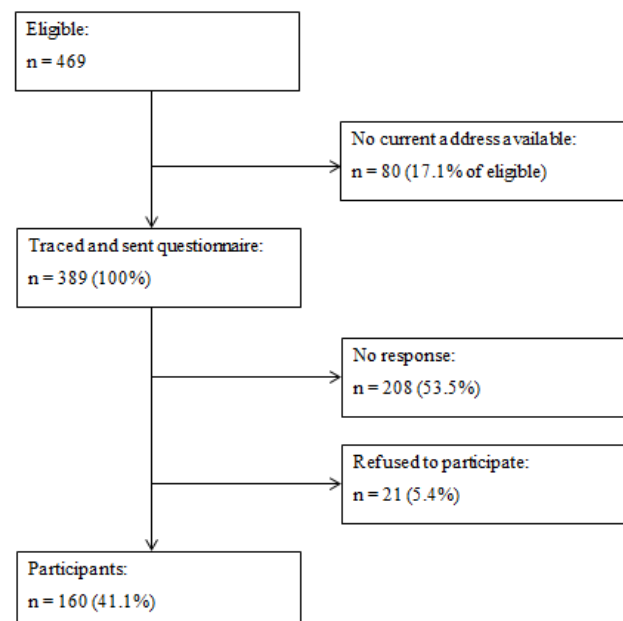 Eligible:
n = 469
No current address available:
n = 80 (17.1% of eligible)
Traced and sent questionnaire:
n = 389 (100%)
No response:
n = 208 (53.5%)
Refused to participate:
n = 21 (5.4%)
Participants:
n = 160 (41.1%)